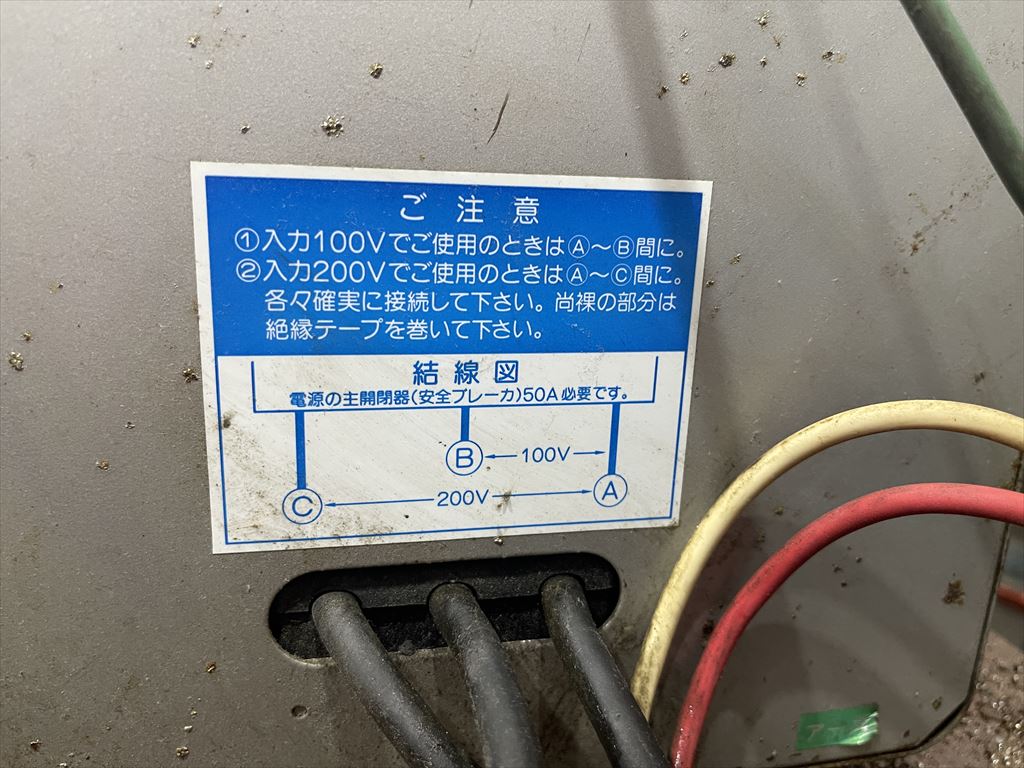 ご注意
①入力100Vでご使用のときはⒶ～Ⓑ間に。
②入力200Vでご使用のときはⒶ～Ⓒ間に。
各々確実に接続して下さい。尚裸の部分は
絶縁テープを巻いて下さい。
結線図
電源の主開閉器(安全ブレーカ)50A必要です。
B
100V
C
200V
A
アース